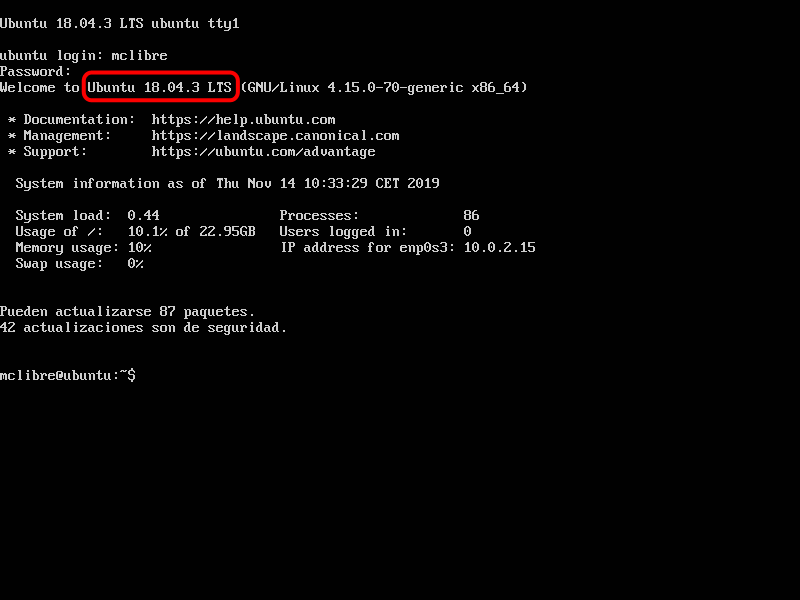 Ubuntu 18.04.3 LTS ubuntu tty1
ubuntu login: mclibre
Password:
Welcome to Ubuntu 18.04.3 LTS (GNU/Linux 4.15.0-70-generic x86_64)
* Documentation:  https://help.ubuntu.com
* Management:     https://landscape.canonical.com
* Support:        https://ubuntu.com/advantage
System information as of Thu Nov 14 10:33:29 CET 2019
System load:  0.44               Processes:             86
Usage of /:   10.1% of 22.95GB   Users logged in:       0
Memory usage: 10%                IP address for enp0s3: 10.0.2.15
Swap usage:   0%
Pueden actualizarse 87 paquetes.
42 actualizaciones son de seguridad.
mclibre@ubuntu:~$